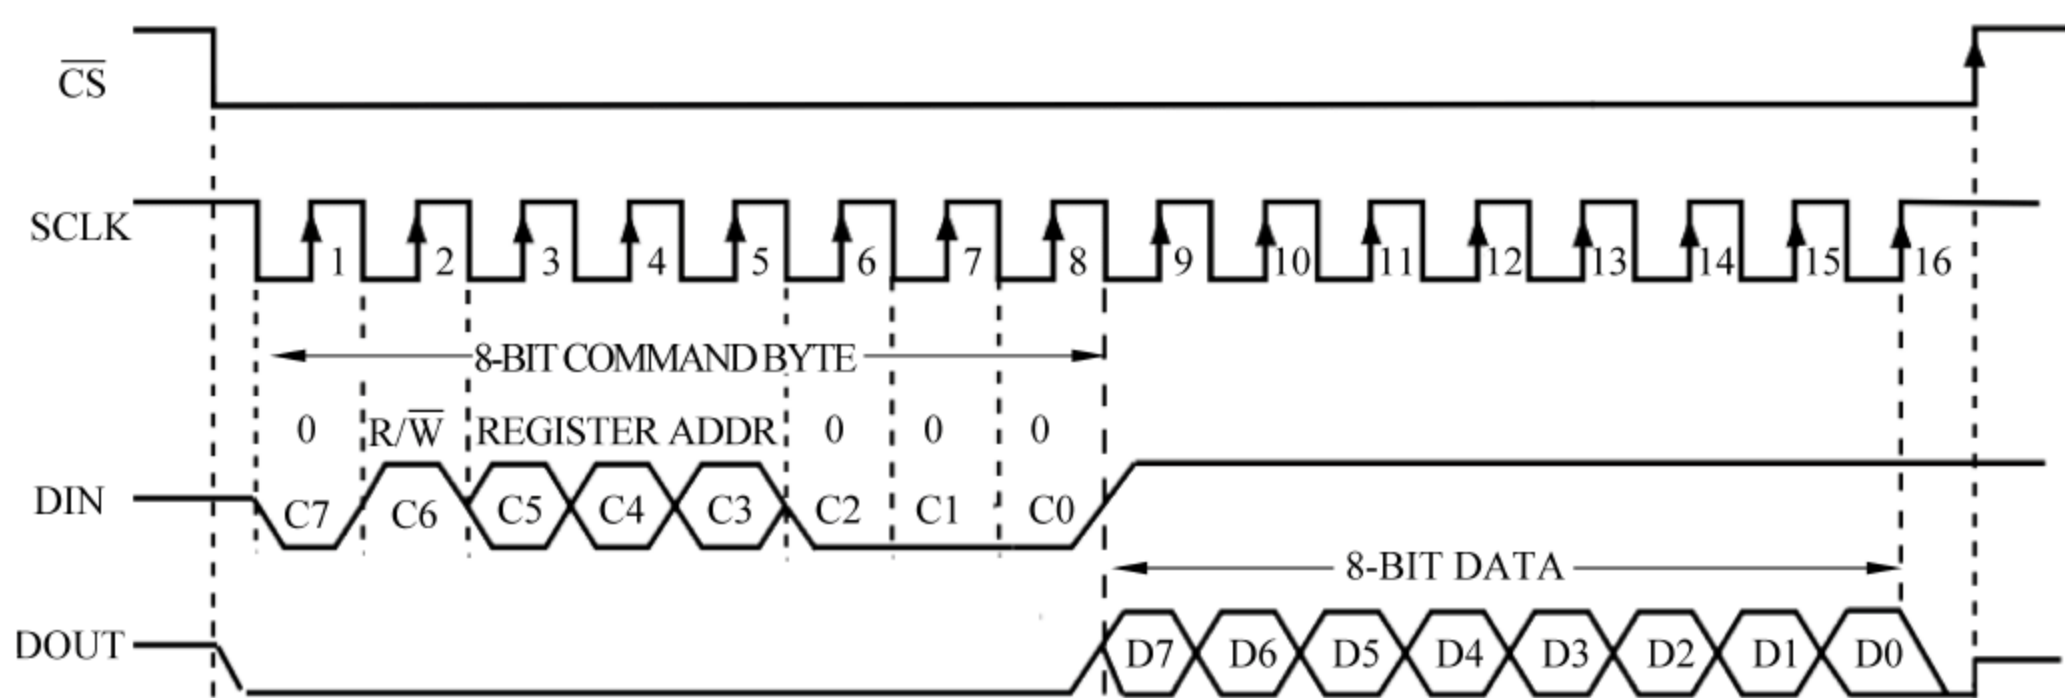 CS
SCLK 1 2 3 4 5 6 7 8 9 10 11 12 13 14 15 16
8-BIT COMMAND BYTE
0 R/W REGISTER ADDR 0 0 0
DIN C7 C6 C5 C4 C3 C2 C1 C0
8-BIT DATA
DOUT D7 D6 D5 D4 D3 D2 D1 D0